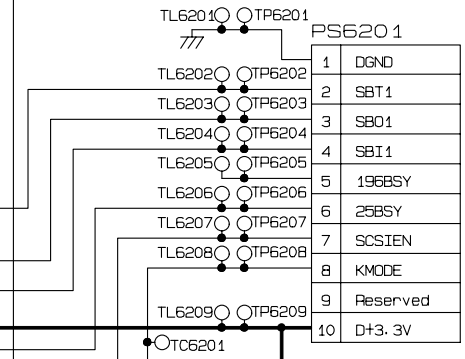 TL6201 TP6201
PS6201
1 DGND
TL6202 TP6202
2 SBT1
TL6203 TP6203
3 SBO1
TL6204 TP6204
4 SBI1
TL6205 TP6205
5 196BSY
TL6206 TP6206
6 25BSY
TL6207 TP6207
7 SCSIEN
TL6208 TP6208
8 KMODE
9 Reserved
TL6209 TP6209
10 D+3.3V
TC6201